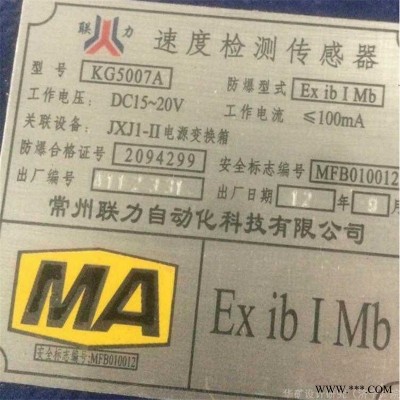 联力 速度检测传感器
型号 KG5007A 防爆型式 Ex ib I Mb
工作电压: DC15~20V 工作电流 ≤100mA
关联设备: JXJ1-II电源变换箱
防爆合格证号 2094299 安全标志编号 MFB010012
出厂编号 出厂日期 12 年 9 月
常州联力自动化科技有限公司
MA
Ex ib I Mb
安全标志编号:MFB010012
www.***.COM